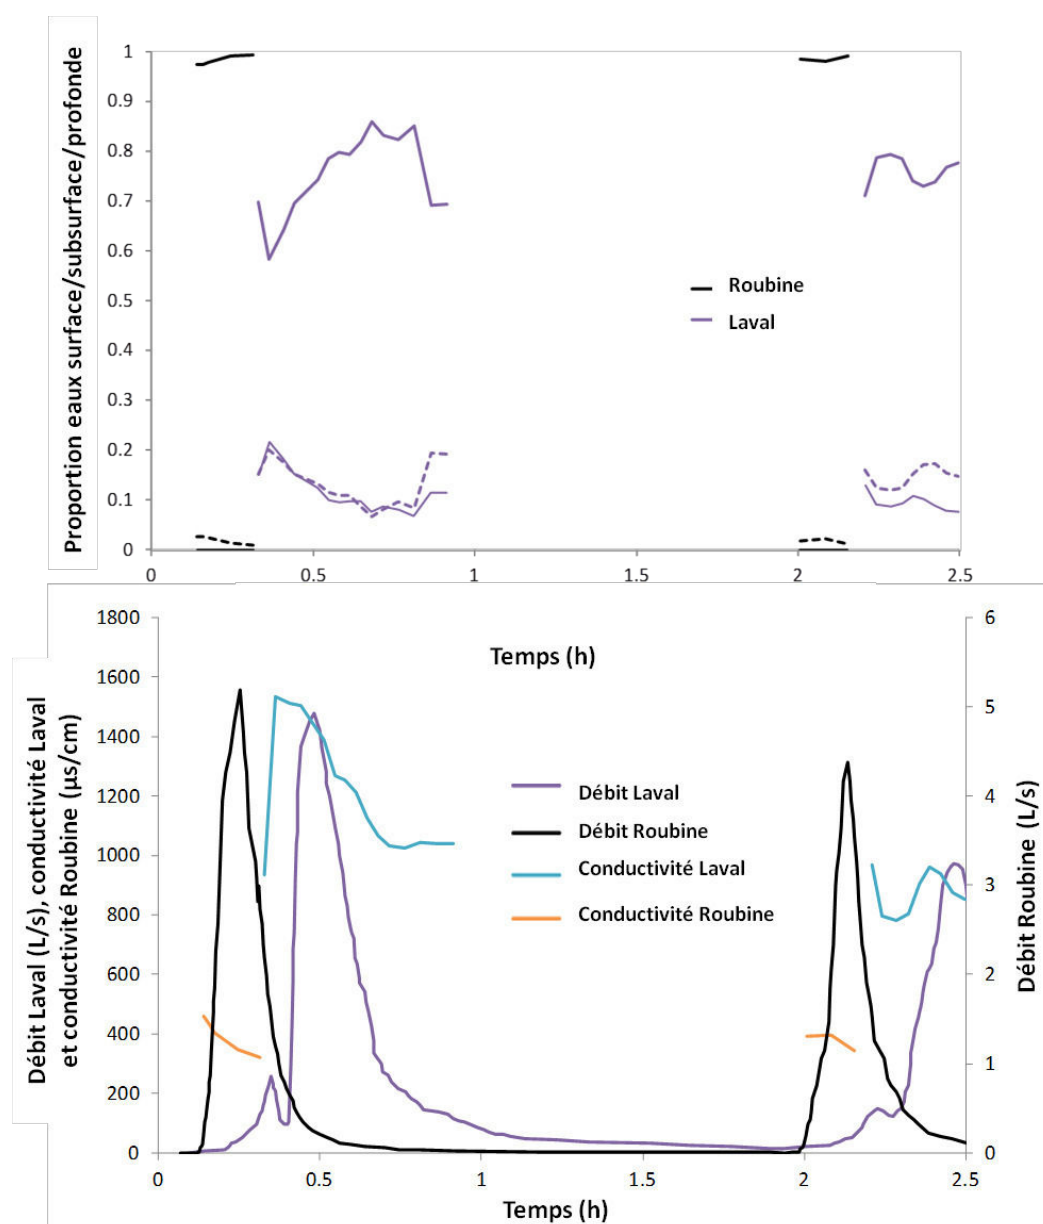 Proportion eaux surface/subsurface/profonde
1
0.9
0.8
0.7
0.6
0.5
0.4
0.3
0.2
0.1
0
Roubine
Laval
0 0.5 1 1.5 2 2.5
Débit Laval (L/s), conductivité Laval
et conductivité Roubine (μs/cm)
1800
1600
1400
1200
1000
800
600
400
200
0
Temps (h)
Débit Laval
Débit Roubine
Conductivité Laval
Conductivité Roubine
6
5
4
3
2
1
0
Débit Roubine (L/s)
0 0.5 1 1.5 2 2.5
Temps (h)